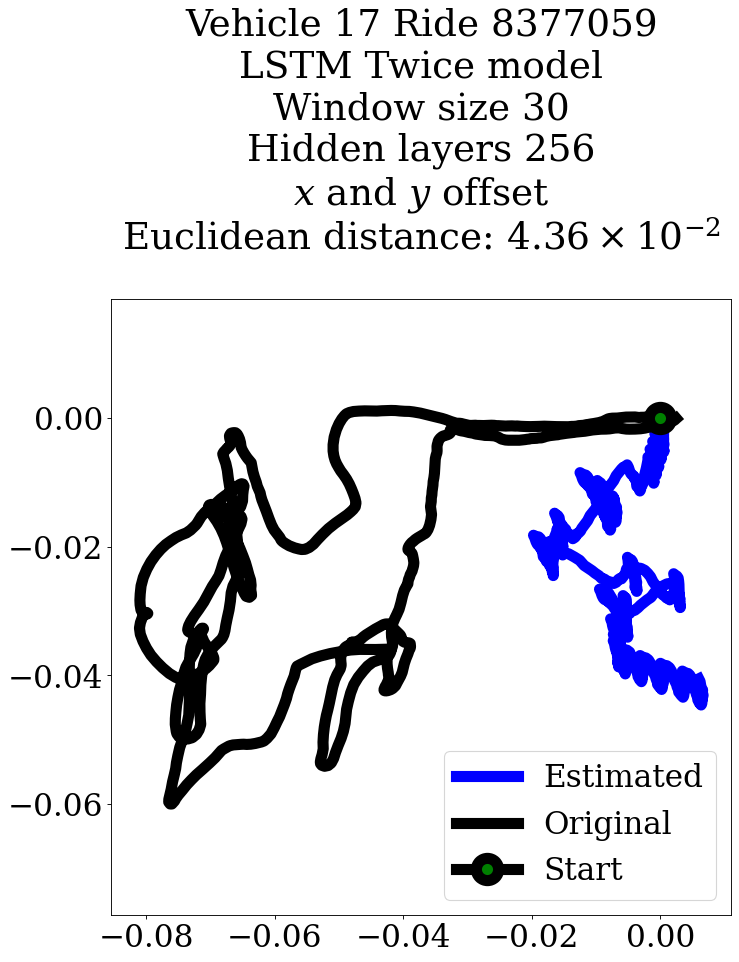 Vehicle 17 Ride 8377059
LSTM Twice model
Window size 30
Hidden layers 256
x and y offset
Euclidean distance: 4.36 × 10⁻²
0.00
−0.02
−0.04
−0.06
Estimated
Original
Start
−0.08 −0.06 −0.04 −0.02 0.00